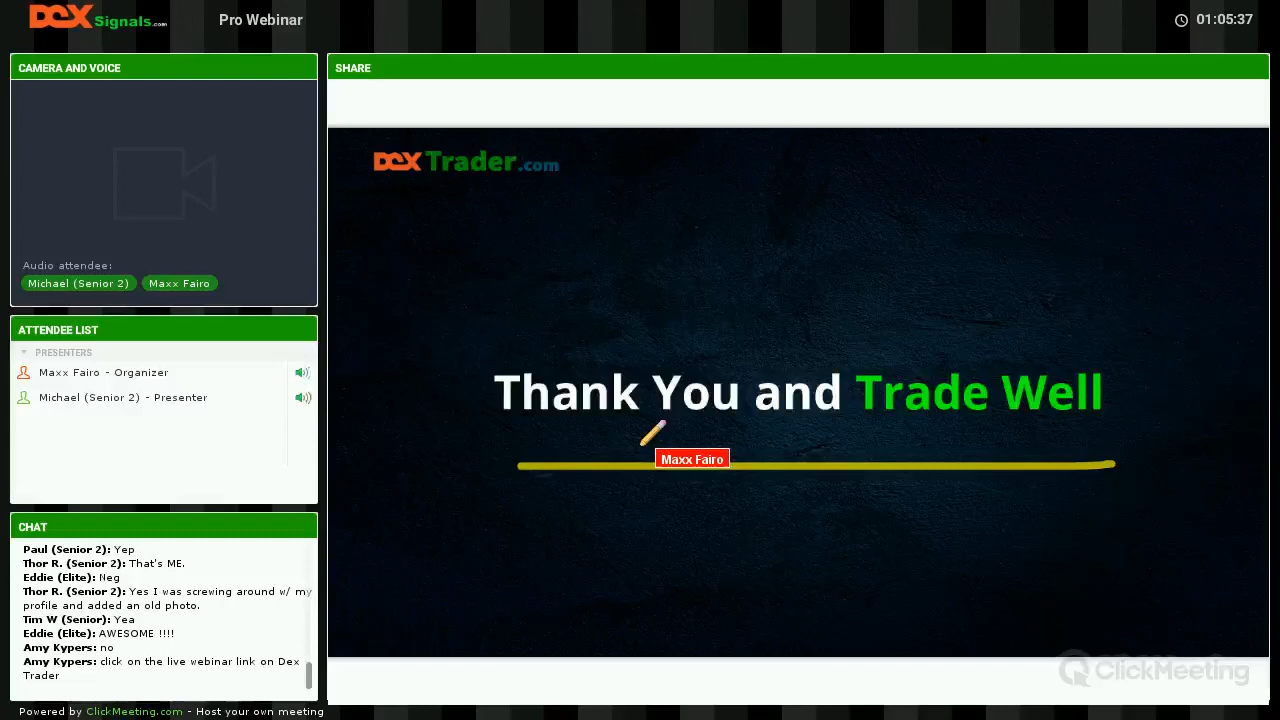 DEX Signals.com
Pro Webinar
01:05:37
CAMERA AND VOICE
Audio attendee:
Michael (Senior 2)
Maxx Fairo
ATTENDEE LIST
PRESENTERS
Maxx Fairo - Organizer
Michael (Senior 2) - Presenter
CHAT
Paul (Senior 2): Yep
Thor R. (Senior 2): That's ME.
Eddie (Elite): Neg
Thor R. (Senior 2): Yes I was screwing around w/ my
profile and added an old photo.
Tim W (Senior): Yea
Eddie (Elite): AWESOME !!!!
Amy Kypers: no
Amy Kypers: click on the live webinar link on Dex
Trader
Powered by ClickMeeting.com - Host your own meeting
SHARE
DEX Trader.com
Thank You and Trade Well
Maxx Fairo
ClickMeeting